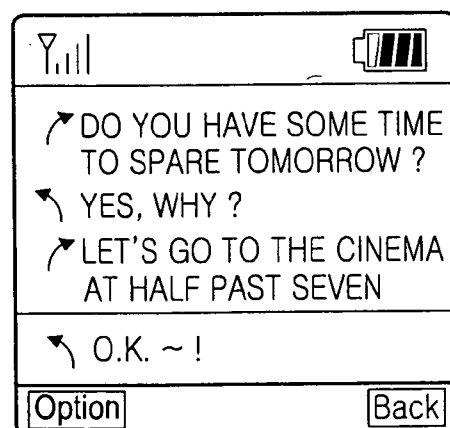 DO YOU HAVE SOME TIME
TO SPARE TOMORROW ?
YES, WHY ?
LET'S GO TO THE CINEMA
AT HALF PAST SEVEN
O.K. ~ !
Option Back